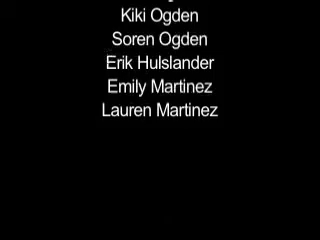 Kiki Ogden
Soren Ogden
Erik Hulslander
Emily Martinez
Lauren Martinez